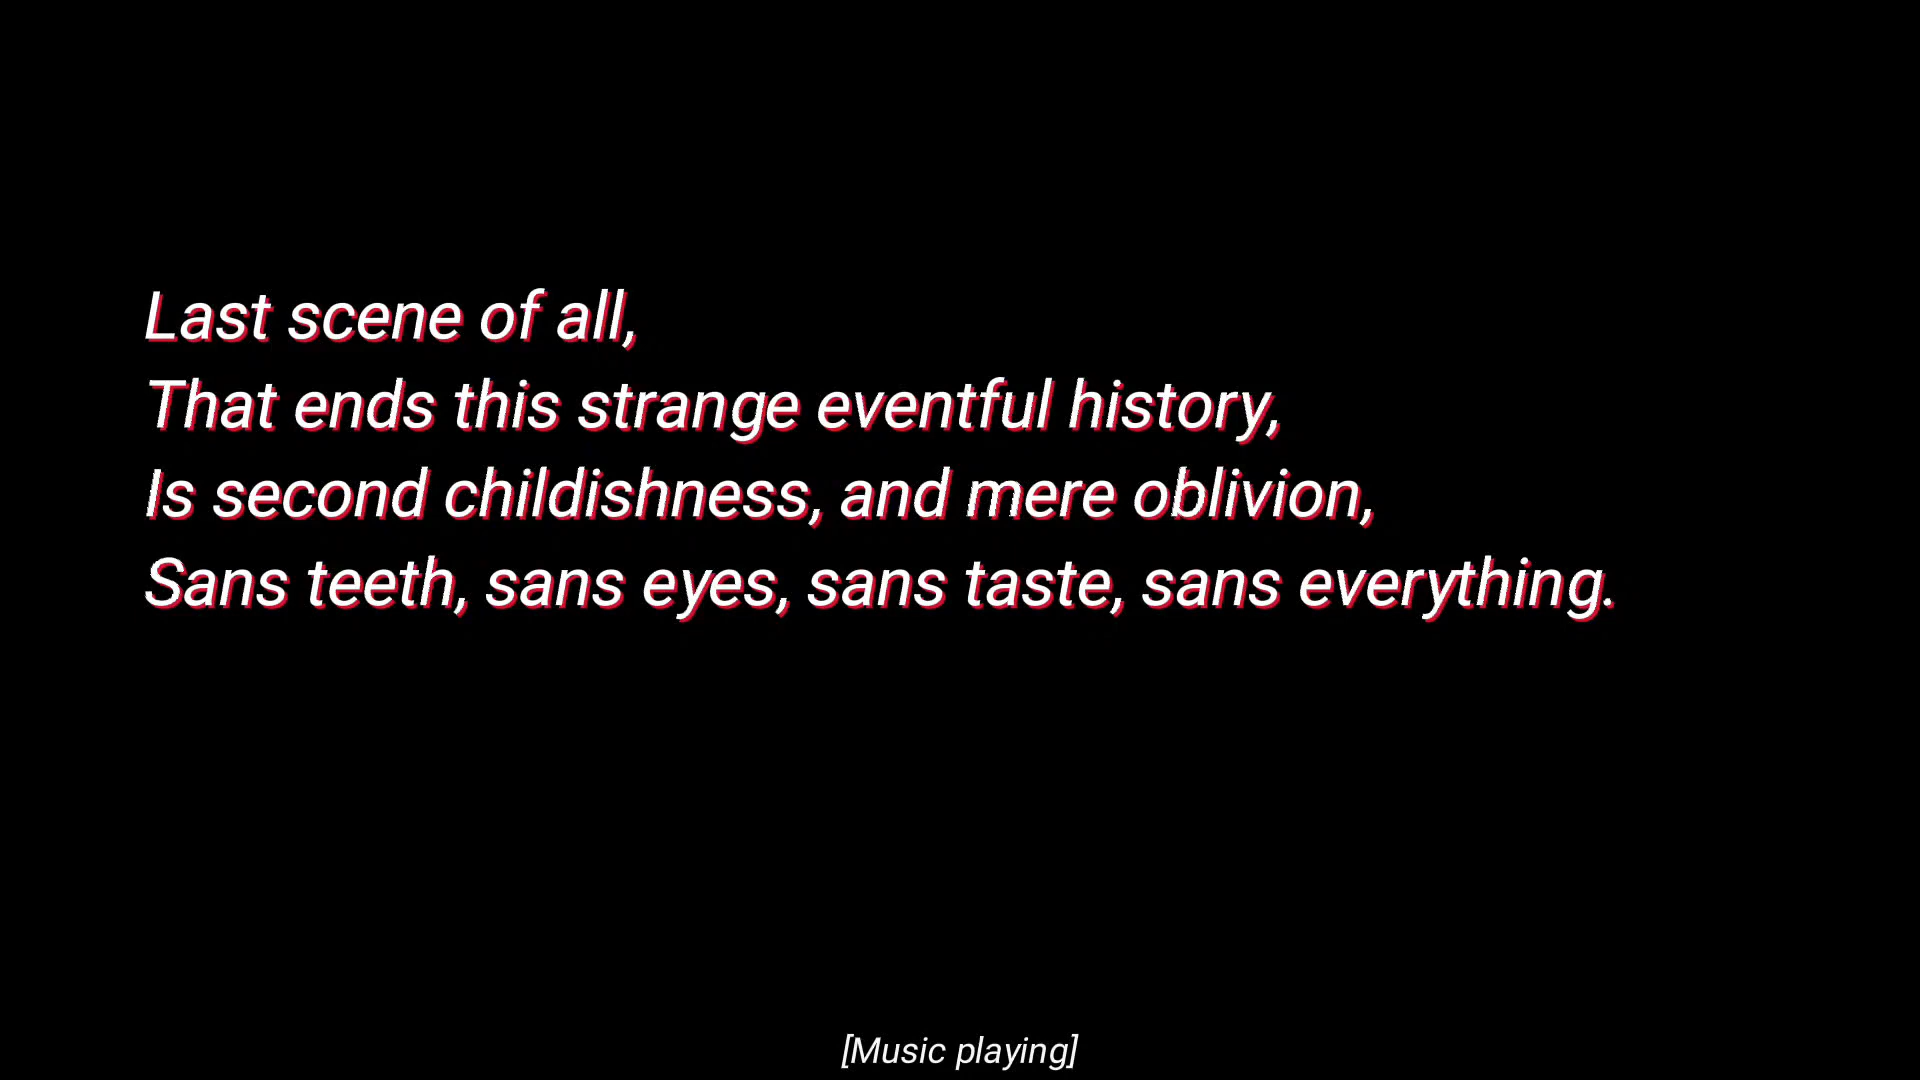 Last scene of all,
That ends this strange eventful history,
Is second childishness, and mere oblivion,
Sans teeth, sans eyes, sans taste, sans everything.
[Music playing]